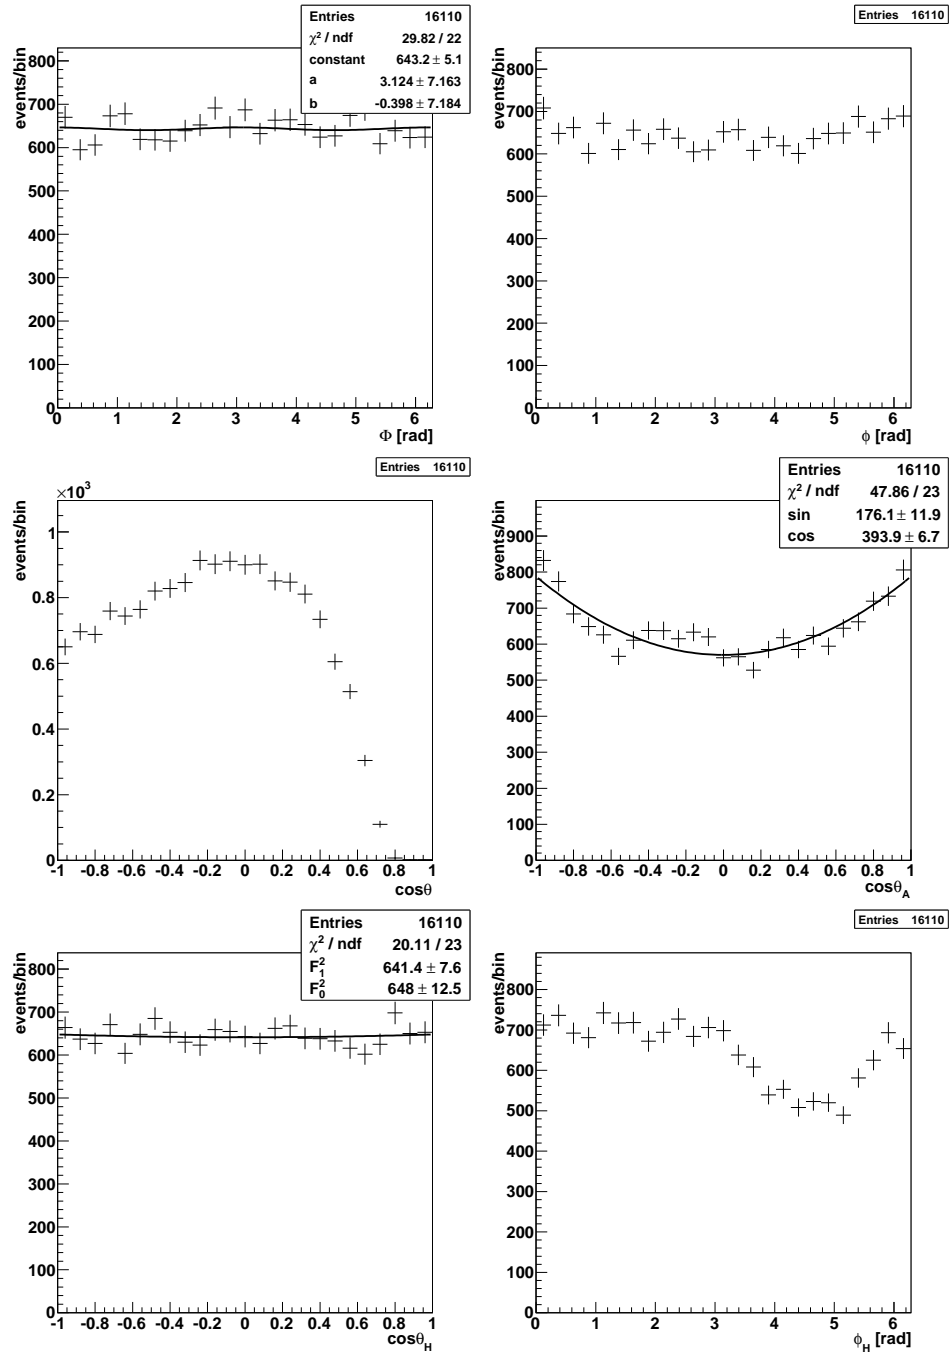 Entries 16110
χ² / ndf 29.82 / 22
constant 643.2 ± 5.1
a 3.124 ± 7.163
b -0.398 ± 7.184
events/bin
800
700
600
500
400
300
200
100
0
0 1 2 3 4 5 6
Φ [rad]
Entries 16110
events/bin
800
700
600
500
400
300
200
100
0
0 1 2 3 4 5 6
ϕ [rad]
Entries 16110
×10³
events/bin
1
0.8
0.6
0.4
0.2
0
-1 -0.8 -0.6 -0.4 -0.2 0 0.2 0.4 0.6 0.8 1
cosθ
Entries 16110
χ² / ndf 47.86 / 23
sin 176.1 ± 11.9
cos 393.9 ± 6.7
events/bin
900
800
700
600
500
400
300
200
100
0
-1 -0.8 -0.6 -0.4 -0.2 0 0.2 0.4 0.6 0.8 1
cosθ_A
Entries 16110
χ² / ndf 20.11 / 23
F₁² 641.4 ± 7.6
F₀² 648 ± 12.5
events/bin
800
700
600
500
400
300
200
100
0
-1 -0.8 -0.6 -0.4 -0.2 0 0.2 0.4 0.6 0.8 1
cosθ_H
Entries 16110
events/bin
800
700
600
500
400
300
200
100
0
0 1 2 3 4 5 6
ϕ_H [rad]